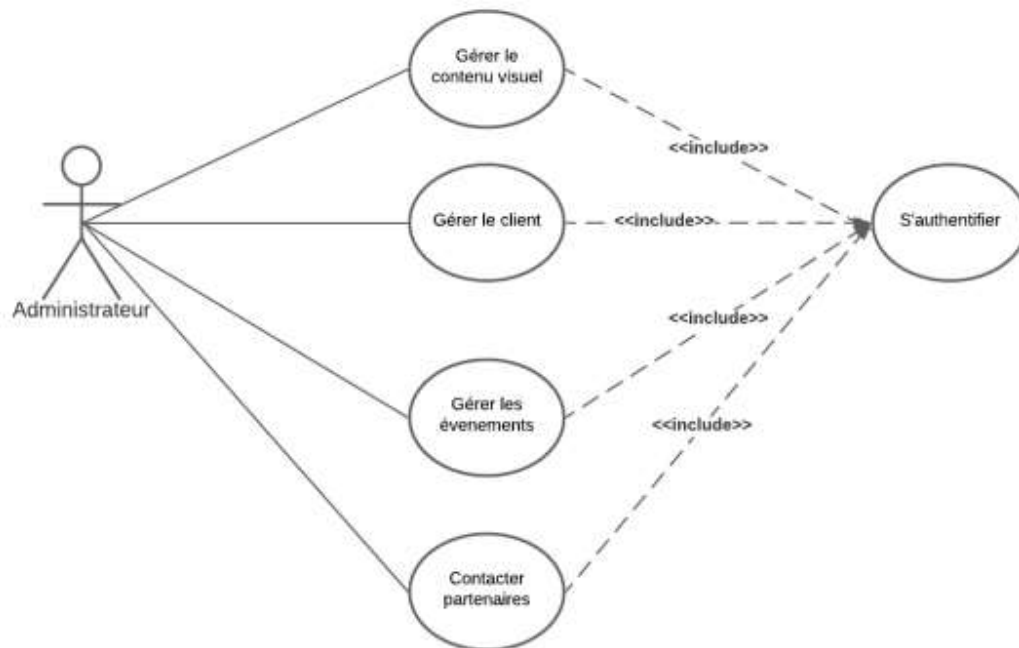 Gérer le
contenu visuel
<<include>>
Administrateur
Gérer le client
<<include>>
S'authentifier
<<include>>
Gérer les
évenements
<<include>>
Contacter
partenaires